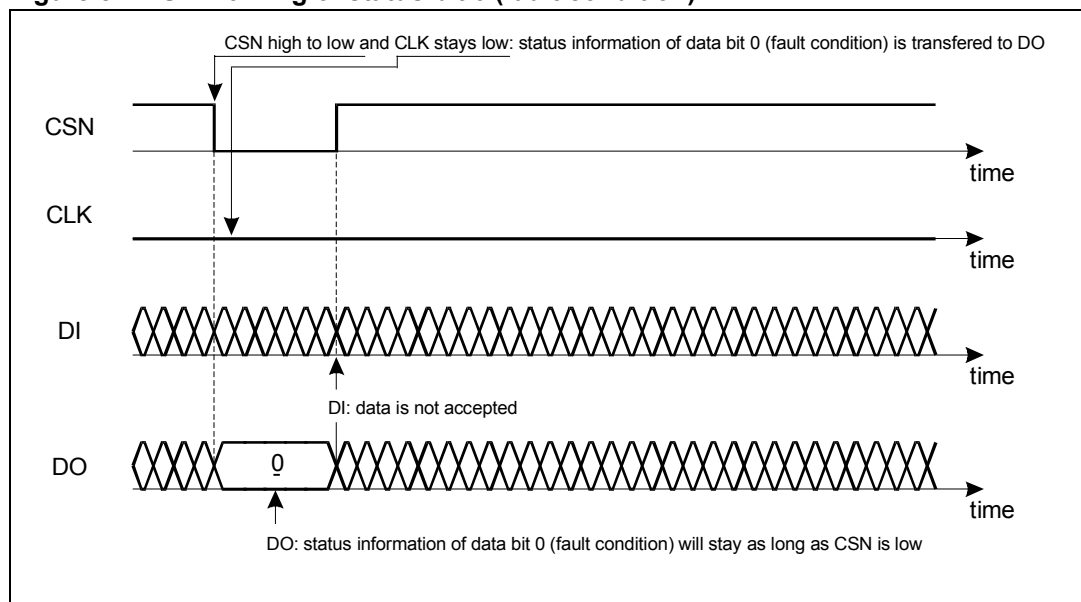 CSN high to low and CLK stays low: status information of data bit 0 (fault condition) is transfered to DO
CSN
time
CLK
time
DI
time
DI: data is not accepted
DO
0
time
DO: status information of data bit 0 (fault condition) will stay as long as CSN is low